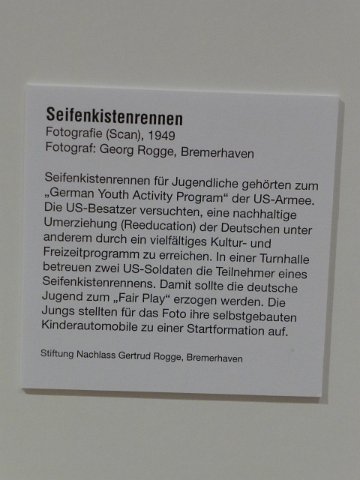 Seifenkistenrennen
Fotografie (Scan), 1949
Fotograf: Georg Rogge, Bremerhaven
Seifenkistenrennen für Jugendliche gehörten zum
„German Youth Activity Program“ der US-Armee.
Die US-Besatzer versuchten, eine nachhaltige
Umerziehung (Reeducation) der Deutschen unter
anderem durch ein vielfältiges Kultur- und
Freizeitprogramm zu erreichen. In einer Turnhalle
betreuen zwei US-Soldaten die Teilnehmer eines
Seifenkistenrennens. Damit sollte die deutsche
Jugend zum „Fair Play“ erzogen werden. Die
Jungs stellten für das Foto ihre selbstgebauten
Kinderautomobile zu einer Startformation auf.
Stiftung Nachlass Gertrud Rogge, Bremerhaven